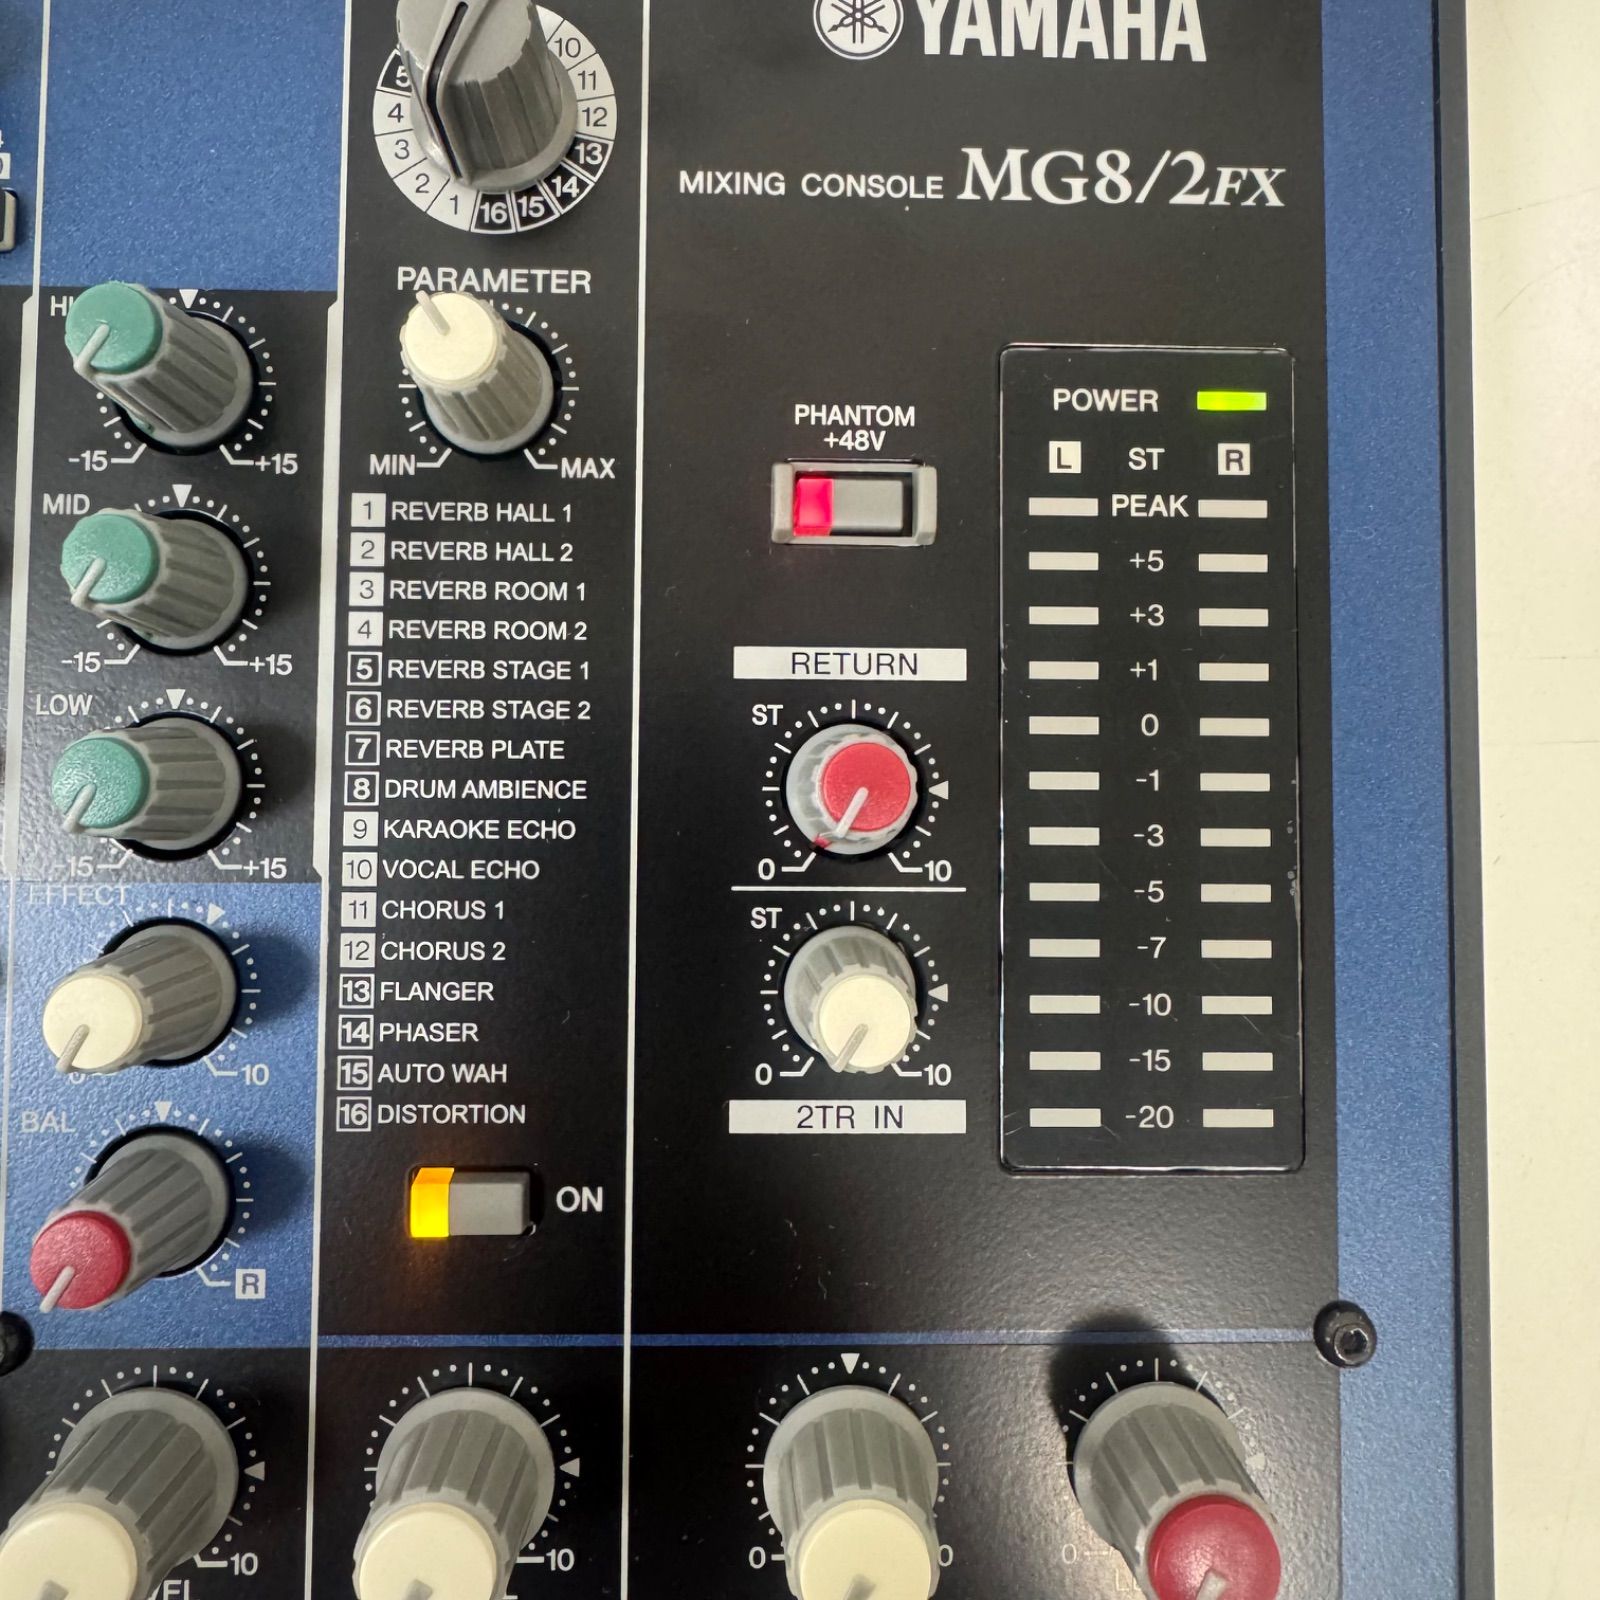 YAMAHA
MIXING CONSOLE MG8/2FX
10
11
12
13
14
15
16
1
2
3
4
5
PARAMETER
MIN MAX
1 REVERB HALL 1
2 REVERB HALL 2
3 REVERB ROOM 1
4 REVERB ROOM 2
5 REVERB STAGE 1
6 REVERB STAGE 2
7 REVERB PLATE
8 DRUM AMBIENCE
9 KARAOKE ECHO
10 VOCAL ECHO
11 CHORUS 1
12 CHORUS 2
13 FLANGER
14 PHASER
15 AUTO WAH
16 DISTORTION
ON
-15 +15
MID
-15 +15
LOW
-15 +15
EFFECT
0 10
BAL
R
10
10
PHANTOM
+48V
RETURN
ST
0 10
ST
0 10
2TR IN
POWER
L ST R
PEAK
+5
+3
+1
0
-1
-3
-5
-7
-10
-15
-20
0
0